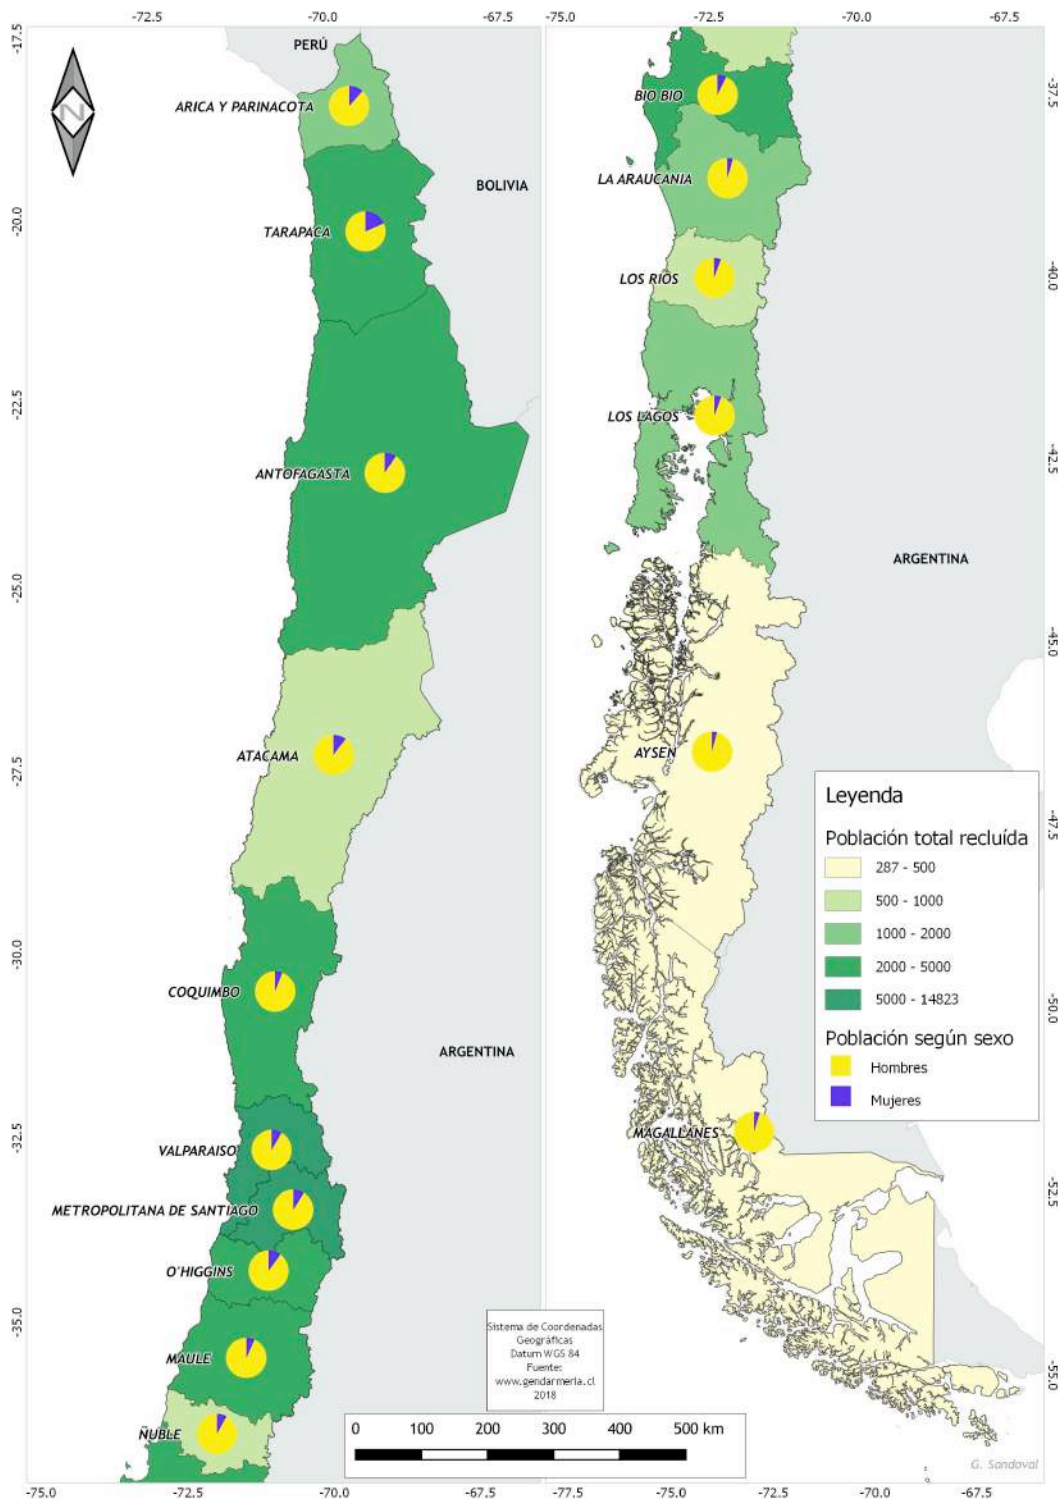 -72.5
-70.0
-67.5
-75.0
-72.5
-70.0
-67.5
-17.5
-20.0
-22.5
-25.0
-27.5
-30.0
-32.5
-35.0
N
PERÚ
ARICA Y PARINACOTA
BOLIVIA
TARAPACA
ANTOFAGASTA
ATACAMA
COQUIMBO
ARGENTINA
VALPARAISO
METROPOLITANA DE SANTIAGO
O'HIGGINS
MAULE
ÑUBLE
BIO BIO
LA ARAUCANIA
LOS RIOS
LOS LAGOS
ARGENTINA
AYSEN
MAGALLANES
-37.5
-40.0
-42.5
-45.0
-47.5
-50.0
-52.5
-55.0
Leyenda
Población total recluída
287 - 500
500 - 1000
1000 - 2000
2000 - 5000
5000 - 14823
Población según sexo
Hombres
Mujeres
Sistema de Coordenadas
Geográficas
Datum WGS 84
Fuente:
www.gendarmeria.cl
2018
0 100 200 300 400 500 km
G. Sandoval
-75.0
-72.5
-70.0
-75.0
-72.5
-70.0
-67.5